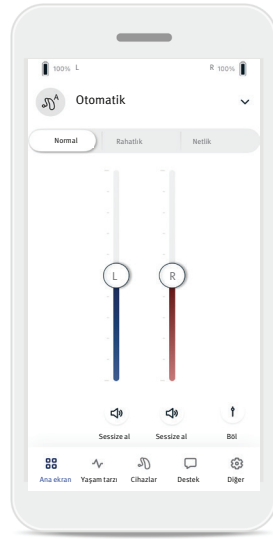 100% L R 100%
A
Otomatik
Normal Rahatlık Netlik
L R
Sessize al Sessize al Böl
Ana ekran Yaşam tarzı Cihazlar Destek Diğer